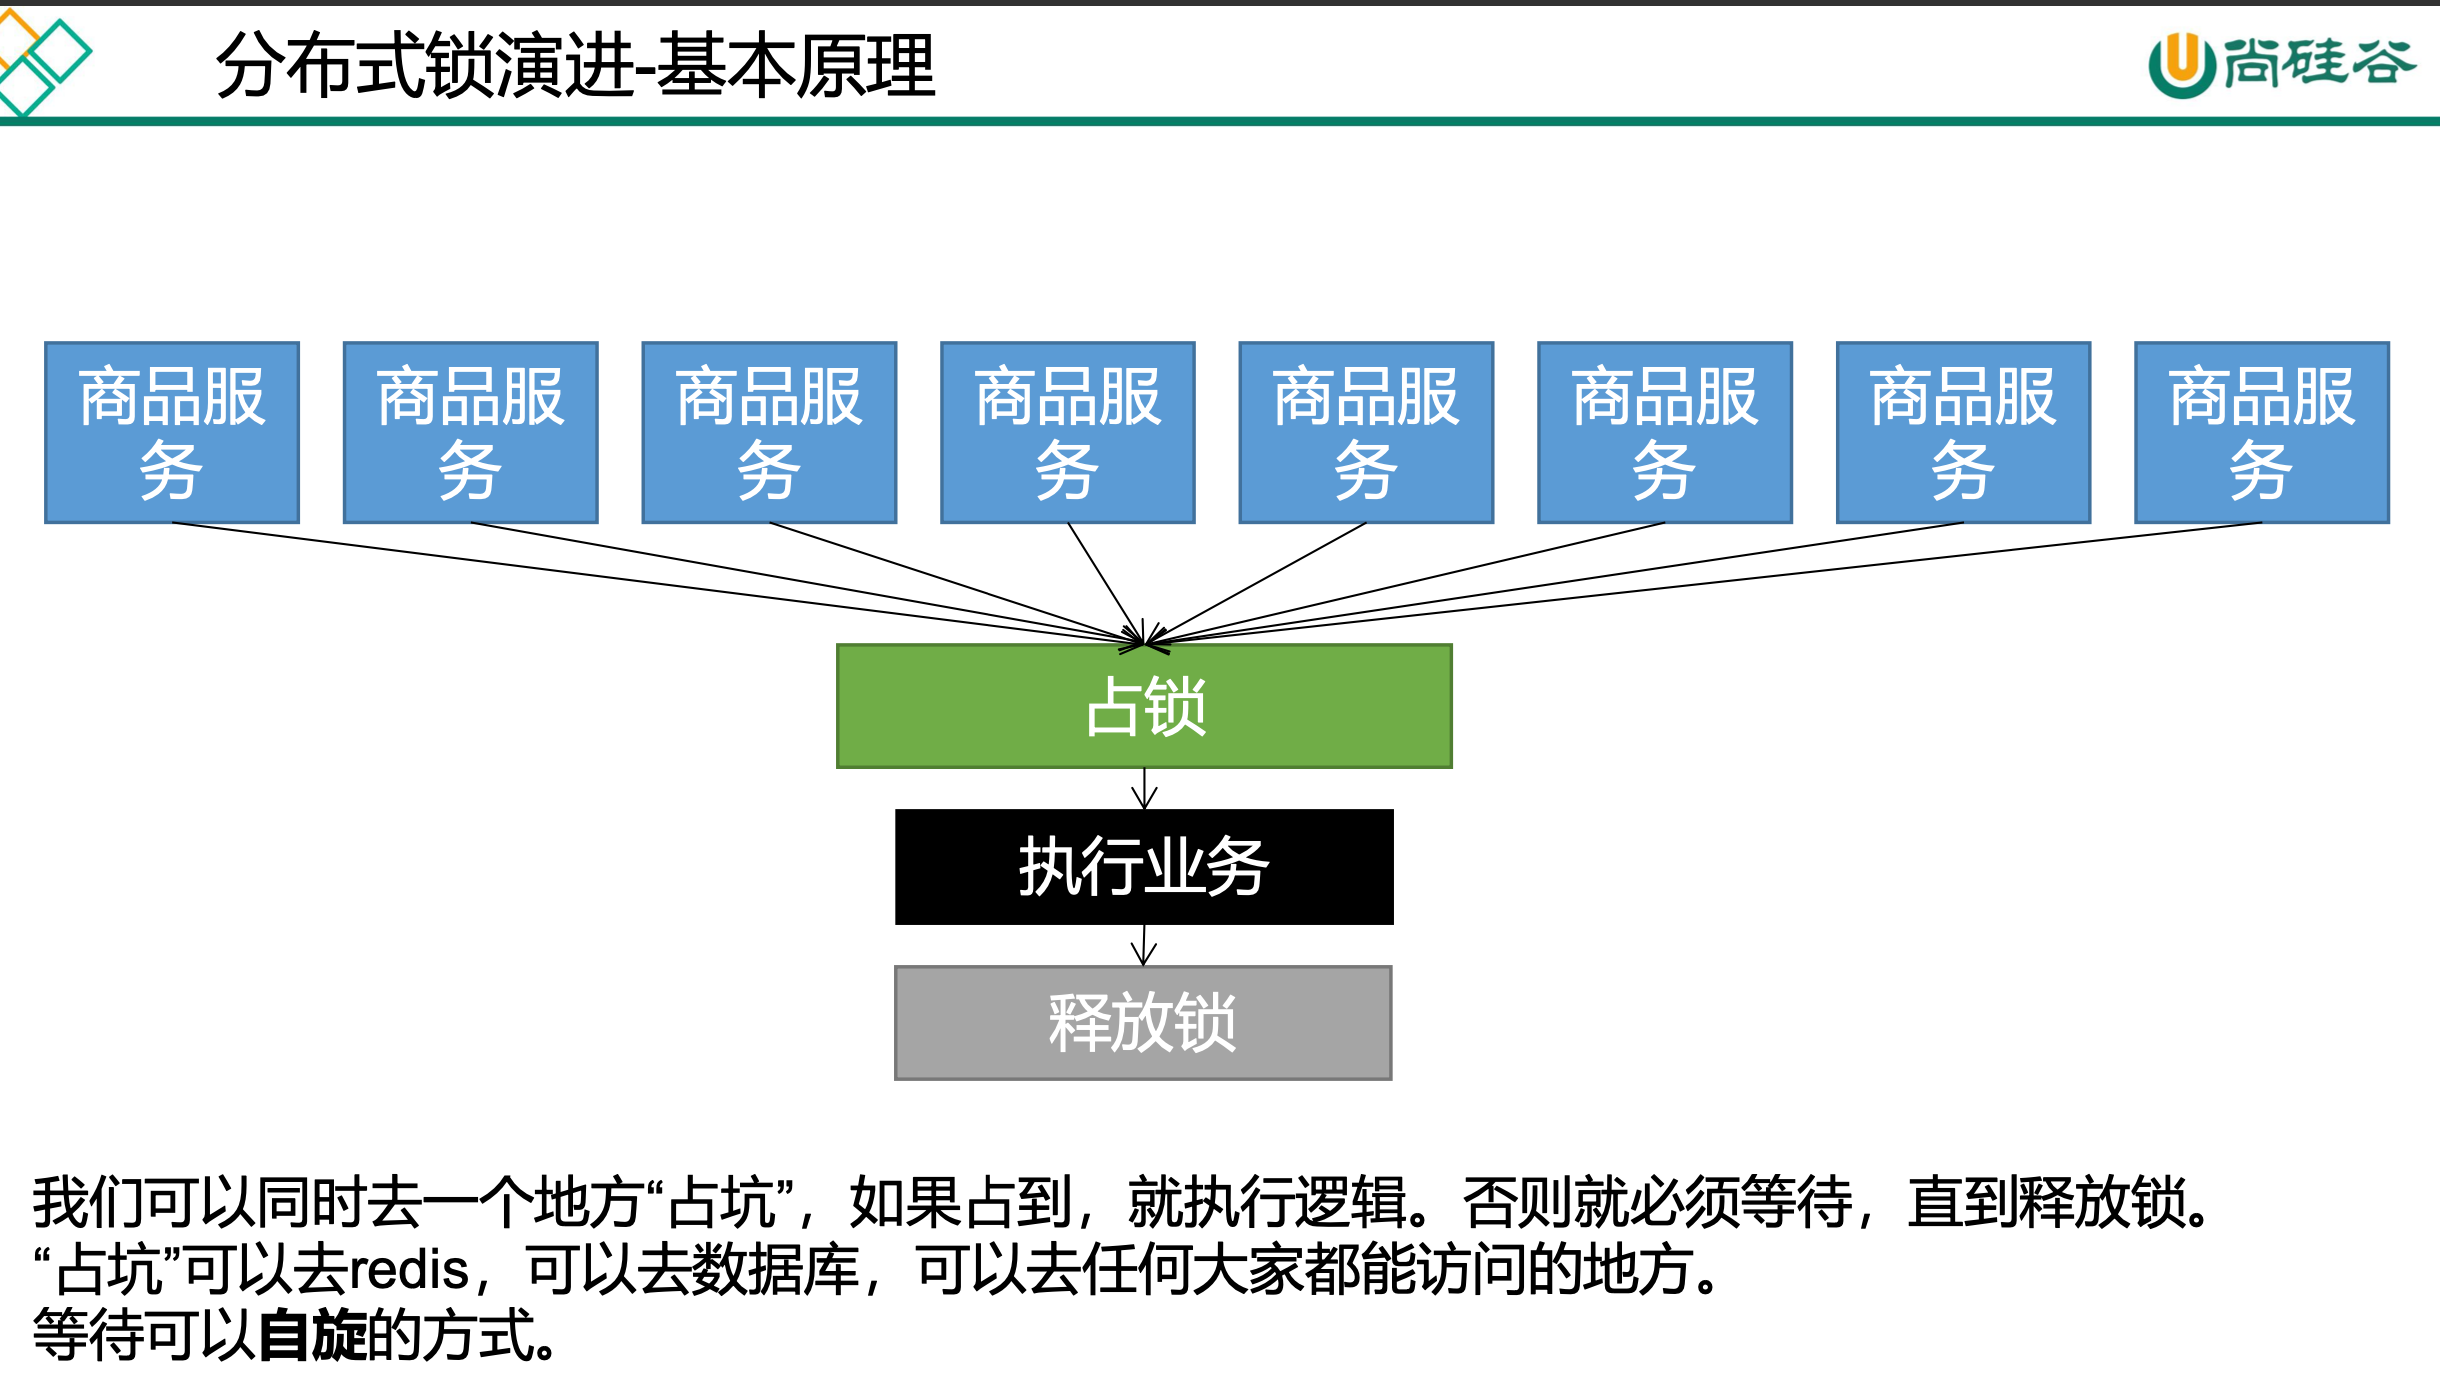 分布式锁演进-基本原理
尚硅谷
商品服
务
商品服
务
商品服
务
商品服
务
商品服
务
商品服
务
商品服
务
商品服
务
占锁
执行业务
释放锁
我们可以同时去一个地方“占坑”，如果占到，就执行逻辑。否则就必须等待，直到释放锁。
“占坑”可以去redis，可以去数据库，可以去任何大家都能访问的地方。
等待可以自旋的方式。